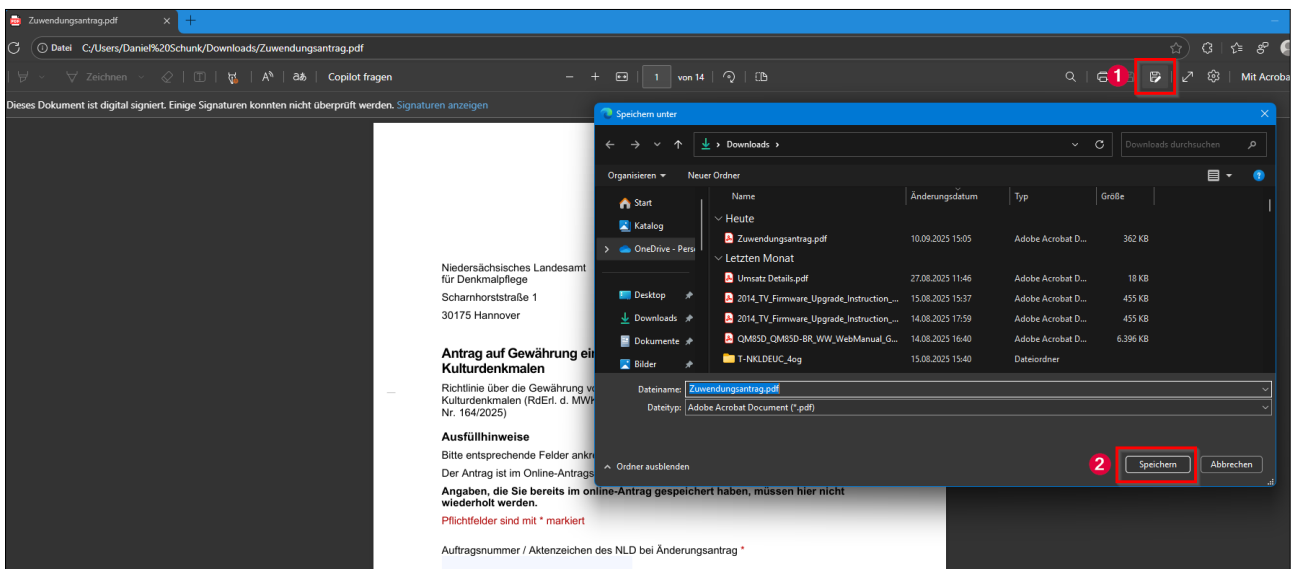 Zuwendungsantrag.pdf
Datei C:/Users/Daniel%20Schunk/Downloads/Zuwendungsantrag.pdf
Zeichnen
aあ
Copilot fragen
1 von 14
1
Mit Acroba
Dieses Dokument ist digital signiert. Einige Signaturen konnten nicht überprüft werden. Signaturen anzeigen
Speichern unter
Downloads
Downloads durchsuchen
Organisieren Neuer Ordner
Start
Katalog
OneDrive - Pers
Desktop
Downloads
Dokumente
Bilder
Name Änderungsdatum Typ Größe
Heute
Zuwendungsantrag.pdf 10.09.2025 15:05 Adobe Acrobat D... 362 KB
Letzten Monat
Umsatz Details.pdf 27.08.2025 11:46 Adobe Acrobat D... 18 KB
2014_TV_Firmware_Upgrade_Instruction_... 15.08.2025 15:37 Adobe Acrobat D... 455 KB
2014_TV_Firmware_Upgrade_Instruction_... 14.08.2025 17:59 Adobe Acrobat D... 455 KB
QM85D_QM85D-BR_WW_WebManual_G... 14.08.2025 16:40 Adobe Acrobat D... 6.396 KB
T-NKLDEUC_4og 15.08.2025 15:40 Dateiordner
Dateiname: Zuwendungsantrag.pdf
Dateityp: Adobe Acrobat Document (*.pdf)
Ordner ausblenden
2
Speichern
Abbrechen
Niedersächsisches Landesamt
für Denkmalpflege
Scharnhorststraße 1
30175 Hannover
Antrag auf Gewährung ei
Kulturdenkmalen
Richtlinie über die Gewährung v
Kulturdenkmalen (RdErl. d. MWK
Nr. 164/2025)
Ausfüllhinweise
Bitte entsprechende Felder ankr
Der Antrag ist im Online-Antrags
Angaben, die Sie bereits im online-Antrag gespeichert haben, müssen hier nicht
wiederholt werden.
Pflichtfelder sind mit * markiert
Auftragsnummer / Aktenzeichen des NLD bei Änderungsantrag *